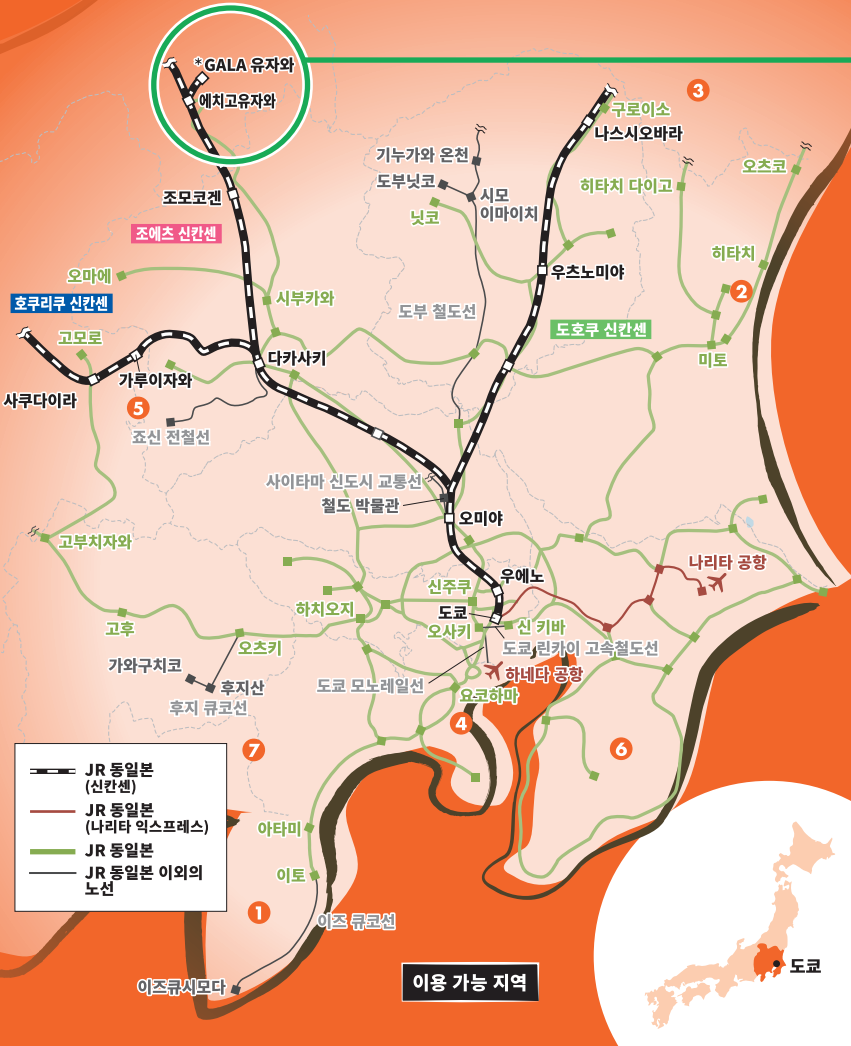 *GALA 유자와
에치고유자와
3
구로이소
나스시오바라
기누가와 온천
도부닛코
시모
이마이치
닛코
히타치 다이고
오츠코
조모코겐
조에츠 신칸센
히타치
오마에
우츠노미야
2
호쿠리쿠 신칸센
시부카와
도부 철도선
도호쿠 신칸센
고모로
다카사키
미토
가루이자와
사쿠다이라
5
죠신 전철선
사이타마 신도시 교통선
철도 박물관
오미야
고부치자와
나리타 공항
우에노
신주쿠
하치오지
도쿄
고후
오사키
신 키바
오츠키
도쿄 린카이 고속철도선
가와구치코
하네다 공항
후지산
도쿄 모노레일선
요코하마
후지 큐코선
4
7
6
JR 동일본
(신칸센)
JR 동일본
(나리타 익스프레스)
JR 동일본
JR 동일본 이외의
노선
아타미
이토
1
이즈 큐코선
도쿄
이용 가능 지역
이즈큐시모다